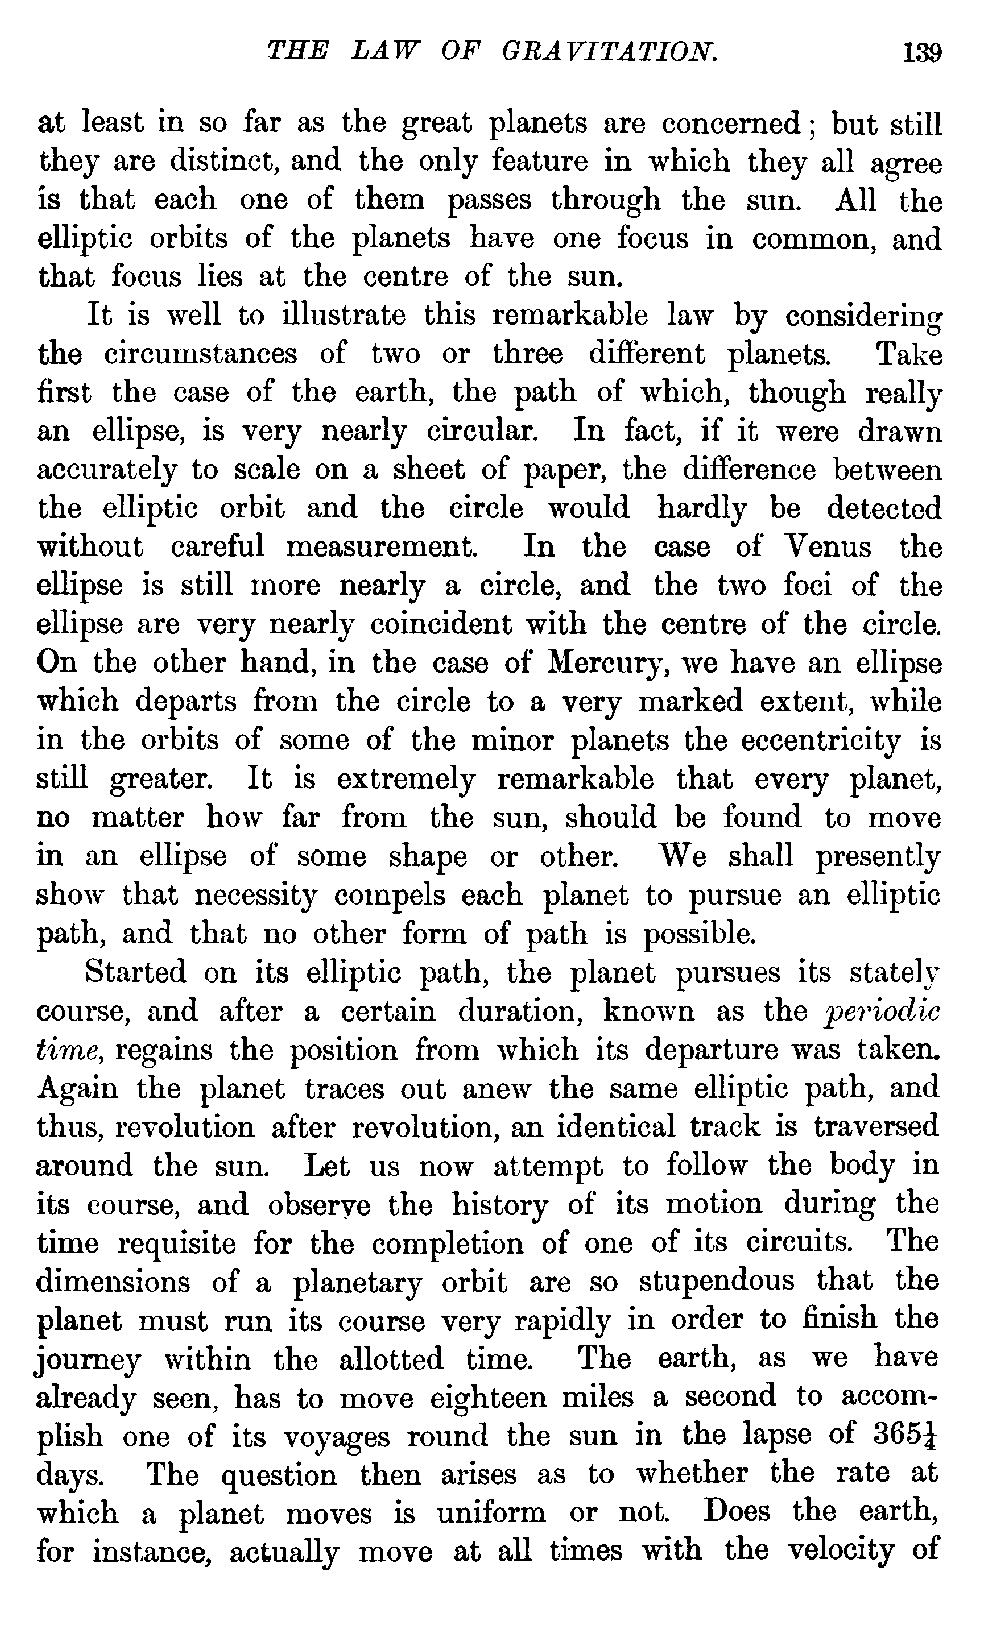 THE LAW OF GRAVITATION. 139
at least in so far as the great planets are concerned; but still
they are distinct, and the only feature in which they all agree
is that each one of them passes through the sun. All the
elliptic orbits of the planets have one focus in common, and
that focus lies at the centre of the sun.
It is well to illustrate this remarkable law by considering
the circumstances of two or three different planets. Take
first the case of the earth, the path of which, though really
an ellipse, is very nearly circular. In fact, if it were drawn
accurately to scale on a sheet of paper, the difference between
the elliptic orbit and the circle would hardly be detected
without careful measurement. In the case of Venus the
ellipse is still more nearly a circle, and the two foci of the
ellipse are very nearly coincident with the centre of the circle.
On the other hand, in the case of Mercury, we have an ellipse
which departs from the circle to a very marked extent, while
in the orbits of some of the minor planets the eccentricity is
still greater. It is extremely remarkable that every planet,
no matter how far from the sun, should be found to move
in an ellipse of some shape or other. We shall presently
show that necessity compels each planet to pursue an elliptic
path, and that no other form of path is possible.
Started on its elliptic path, the planet pursues its stately
course, and after a certain duration, known as the periodic
time, regains the position from which its departure was taken.
Again the planet traces out anew the same elliptic path, and
thus, revolution after revolution, an identical track is traversed
around the sun. Let us now attempt to follow the body in
its course, and observe the history of its motion during the
time requisite for the completion of one of its circuits. The
dimensions of a planetary orbit are so stupendous that the
planet must run its course very rapidly in order to finish the
journey within the allotted time. The earth, as we have
already seen, has to move eighteen miles a second to accom-
plish one of its voyages round the sun in the lapse of 365¼
days. The question then arises as to whether the rate at
which a planet moves is uniform or not. Does the earth,
for instance, actually move at all times with the velocity of